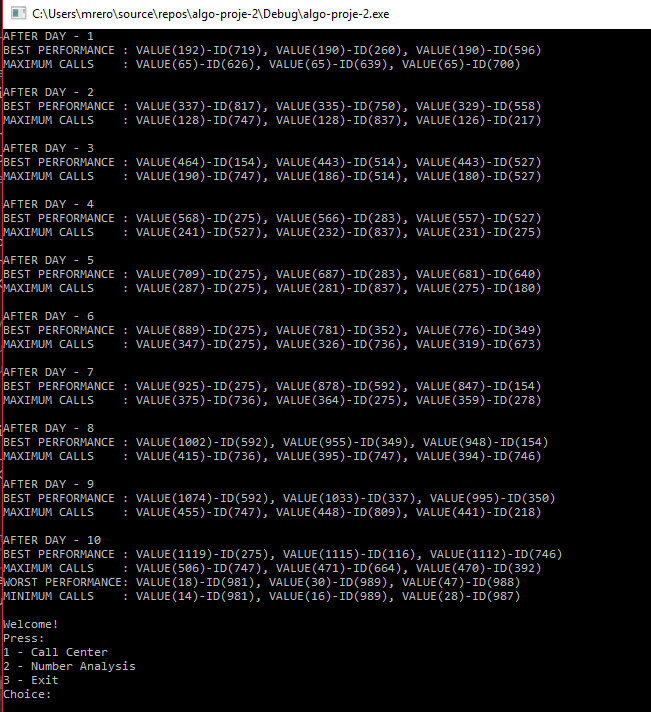 C:\Users\mrero\source\repos\algo-proje-2\Debug\algo-proje-2.exe
AFTER DAY - 1
BEST PERFORMANCE : VALUE(192)-ID(719), VALUE(190)-ID(260), VALUE(190)-ID(596)
MAXIMUM CALLS    : VALUE(65)-ID(626), VALUE(65)-ID(639), VALUE(65)-ID(700)
AFTER DAY - 2
BEST PERFORMANCE : VALUE(337)-ID(817), VALUE(335)-ID(750), VALUE(329)-ID(558)
MAXIMUM CALLS    : VALUE(128)-ID(747), VALUE(128)-ID(837), VALUE(126)-ID(217)
AFTER DAY - 3
BEST PERFORMANCE : VALUE(464)-ID(154), VALUE(443)-ID(514), VALUE(443)-ID(527)
MAXIMUM CALLS    : VALUE(190)-ID(747), VALUE(186)-ID(514), VALUE(180)-ID(527)
AFTER DAY - 4
BEST PERFORMANCE : VALUE(568)-ID(275), VALUE(566)-ID(283), VALUE(557)-ID(527)
MAXIMUM CALLS    : VALUE(241)-ID(527), VALUE(232)-ID(837), VALUE(231)-ID(275)
AFTER DAY - 5
BEST PERFORMANCE : VALUE(709)-ID(275), VALUE(687)-ID(283), VALUE(681)-ID(640)
MAXIMUM CALLS    : VALUE(287)-ID(275), VALUE(281)-ID(837), VALUE(275)-ID(180)
AFTER DAY - 6
BEST PERFORMANCE : VALUE(889)-ID(275), VALUE(781)-ID(352), VALUE(776)-ID(349)
MAXIMUM CALLS    : VALUE(347)-ID(275), VALUE(326)-ID(736), VALUE(319)-ID(673)
AFTER DAY - 7
BEST PERFORMANCE : VALUE(925)-ID(275), VALUE(878)-ID(592), VALUE(847)-ID(154)
MAXIMUM CALLS    : VALUE(375)-ID(736), VALUE(364)-ID(275), VALUE(359)-ID(278)
AFTER DAY - 8
BEST PERFORMANCE : VALUE(1002)-ID(592), VALUE(955)-ID(349), VALUE(948)-ID(154)
MAXIMUM CALLS    : VALUE(415)-ID(736), VALUE(395)-ID(747), VALUE(394)-ID(746)
AFTER DAY - 9
BEST PERFORMANCE : VALUE(1074)-ID(592), VALUE(1033)-ID(337), VALUE(995)-ID(350)
MAXIMUM CALLS    : VALUE(455)-ID(747), VALUE(448)-ID(809), VALUE(441)-ID(218)
AFTER DAY - 10
BEST PERFORMANCE : VALUE(1119)-ID(275), VALUE(1115)-ID(116), VALUE(1112)-ID(746)
MAXIMUM CALLS    : VALUE(506)-ID(747), VALUE(471)-ID(664), VALUE(470)-ID(392)
WORST PERFORMANCE: VALUE(18)-ID(981), VALUE(30)-ID(989), VALUE(47)-ID(988)
MINIMUM CALLS    : VALUE(14)-ID(981), VALUE(16)-ID(989), VALUE(28)-ID(987)
Welcome!
Press:
1 - Call Center
2 - Number Analysis
3 - Exit
Choice: